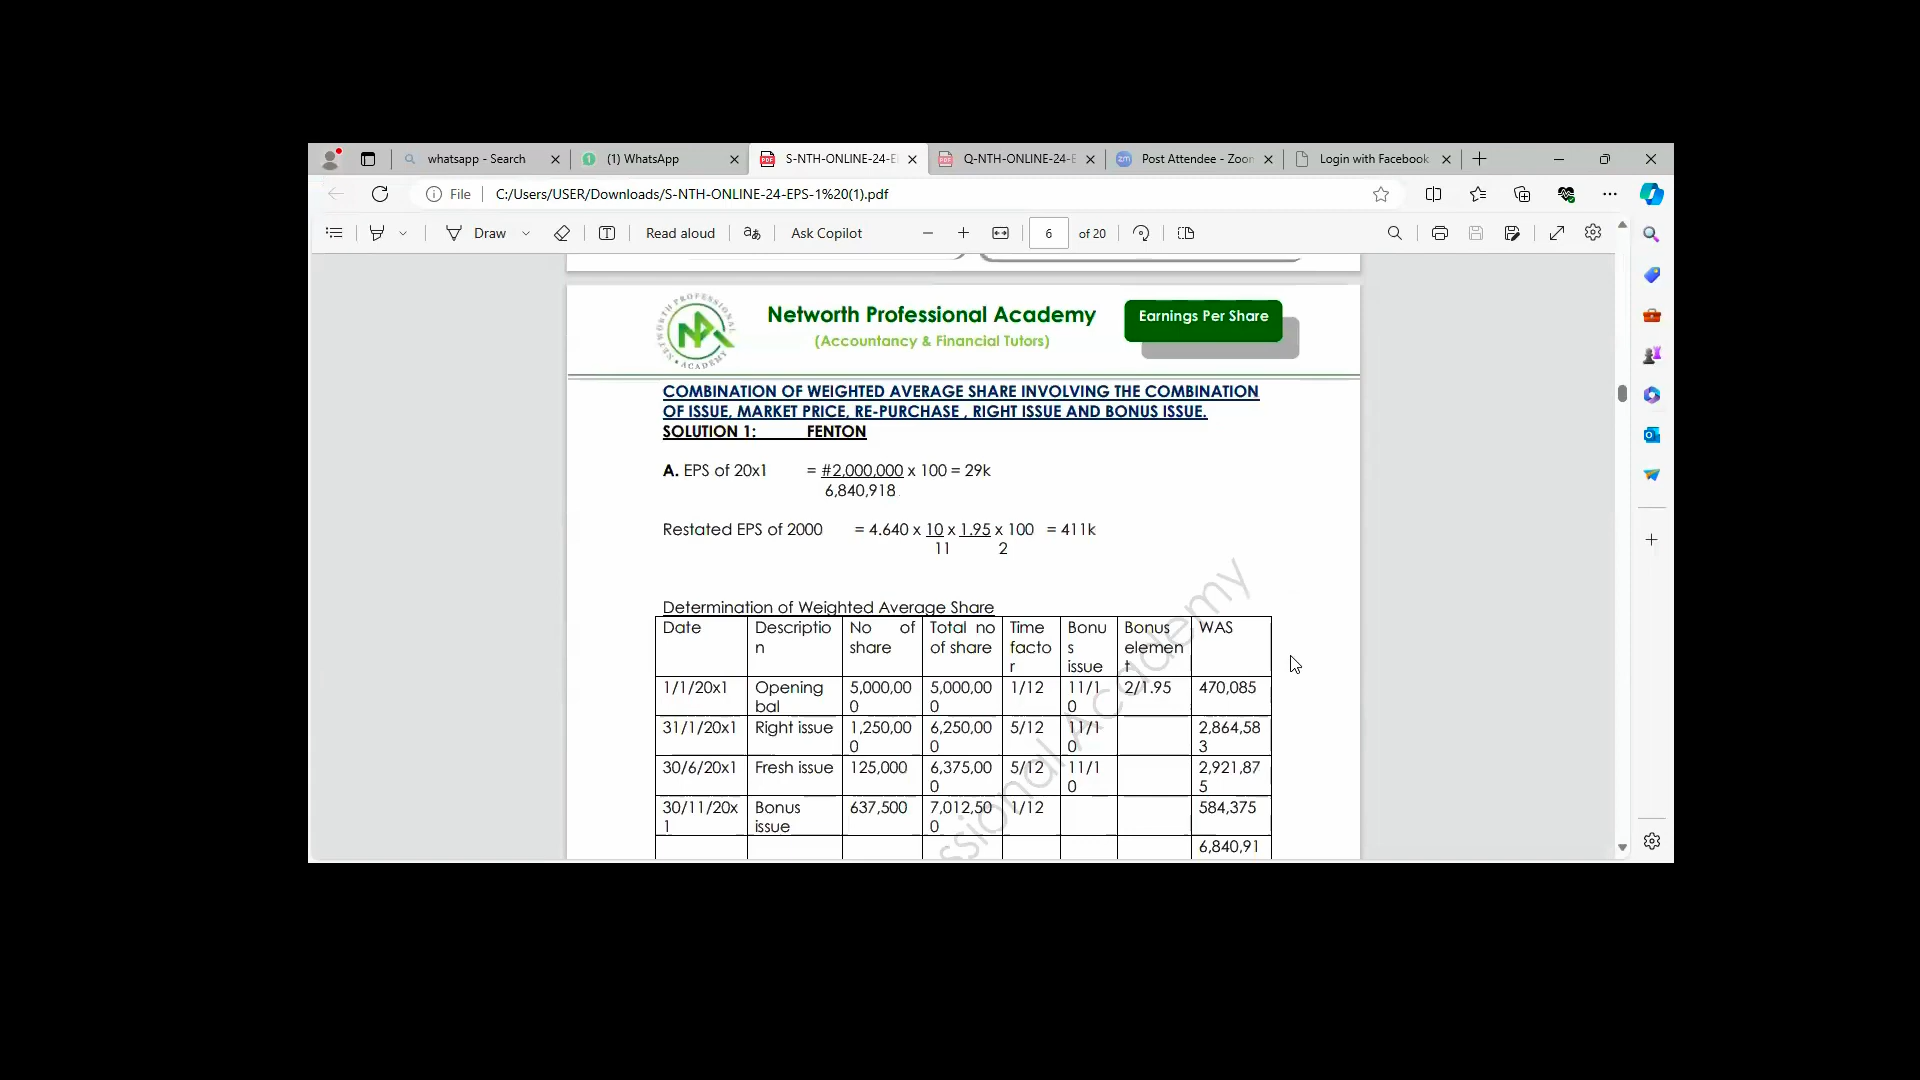 whatsapp - Search
(1) WhatsApp
S-NTH-ONLINE-24-E
Q-NTH-ONLINE-24-E
Post Attendee - Zoon
Login with Facebook
File C:/Users/USER/Downloads/S-NTH-ONLINE-24-EPS-1%20(1).pdf
Draw Read aloud Ask Copilot 6 of 20
NETWORTH PROFESSIONAL ACADEMY
Networth Professional Academy
(Accountancy & Financial Tutors)
Earnings Per Share
COMBINATION OF WEIGHTED AVERAGE SHARE INVOLVING THE COMBINATION
OF ISSUE, MARKET PRICE, RE-PURCHASE , RIGHT ISSUE AND BONUS ISSUE.
SOLUTION 1: FENTON
A. EPS of 20x1 = #2,000,000 x 100 = 29k
6,840,918
Restated EPS of 2000 = 4.640 x 10 x 1.95 x 100 = 411k
11 2
Determination of Weighted Average Share
Date Descriptio No of Total no Time Bonu Bonus WAS
n share of share facto s elemen
r issue t
1/1/20x1 Opening 5,000,00 5,000,00 1/12 11/1 2/1.95 470,085
bal 0 0 0
31/1/20x1 Right issue 1,250,00 6,250,00 5/12 11/1 2,864,58
0 0 0 3
30/6/20x1 Fresh issue 125,000 6,375,00 5/12 11/1 2,921,87
0 0 5
30/11/20x Bonus 637,500 7,012,50 1/12 584,375
1 issue 0
6,840,91
ssional Academy